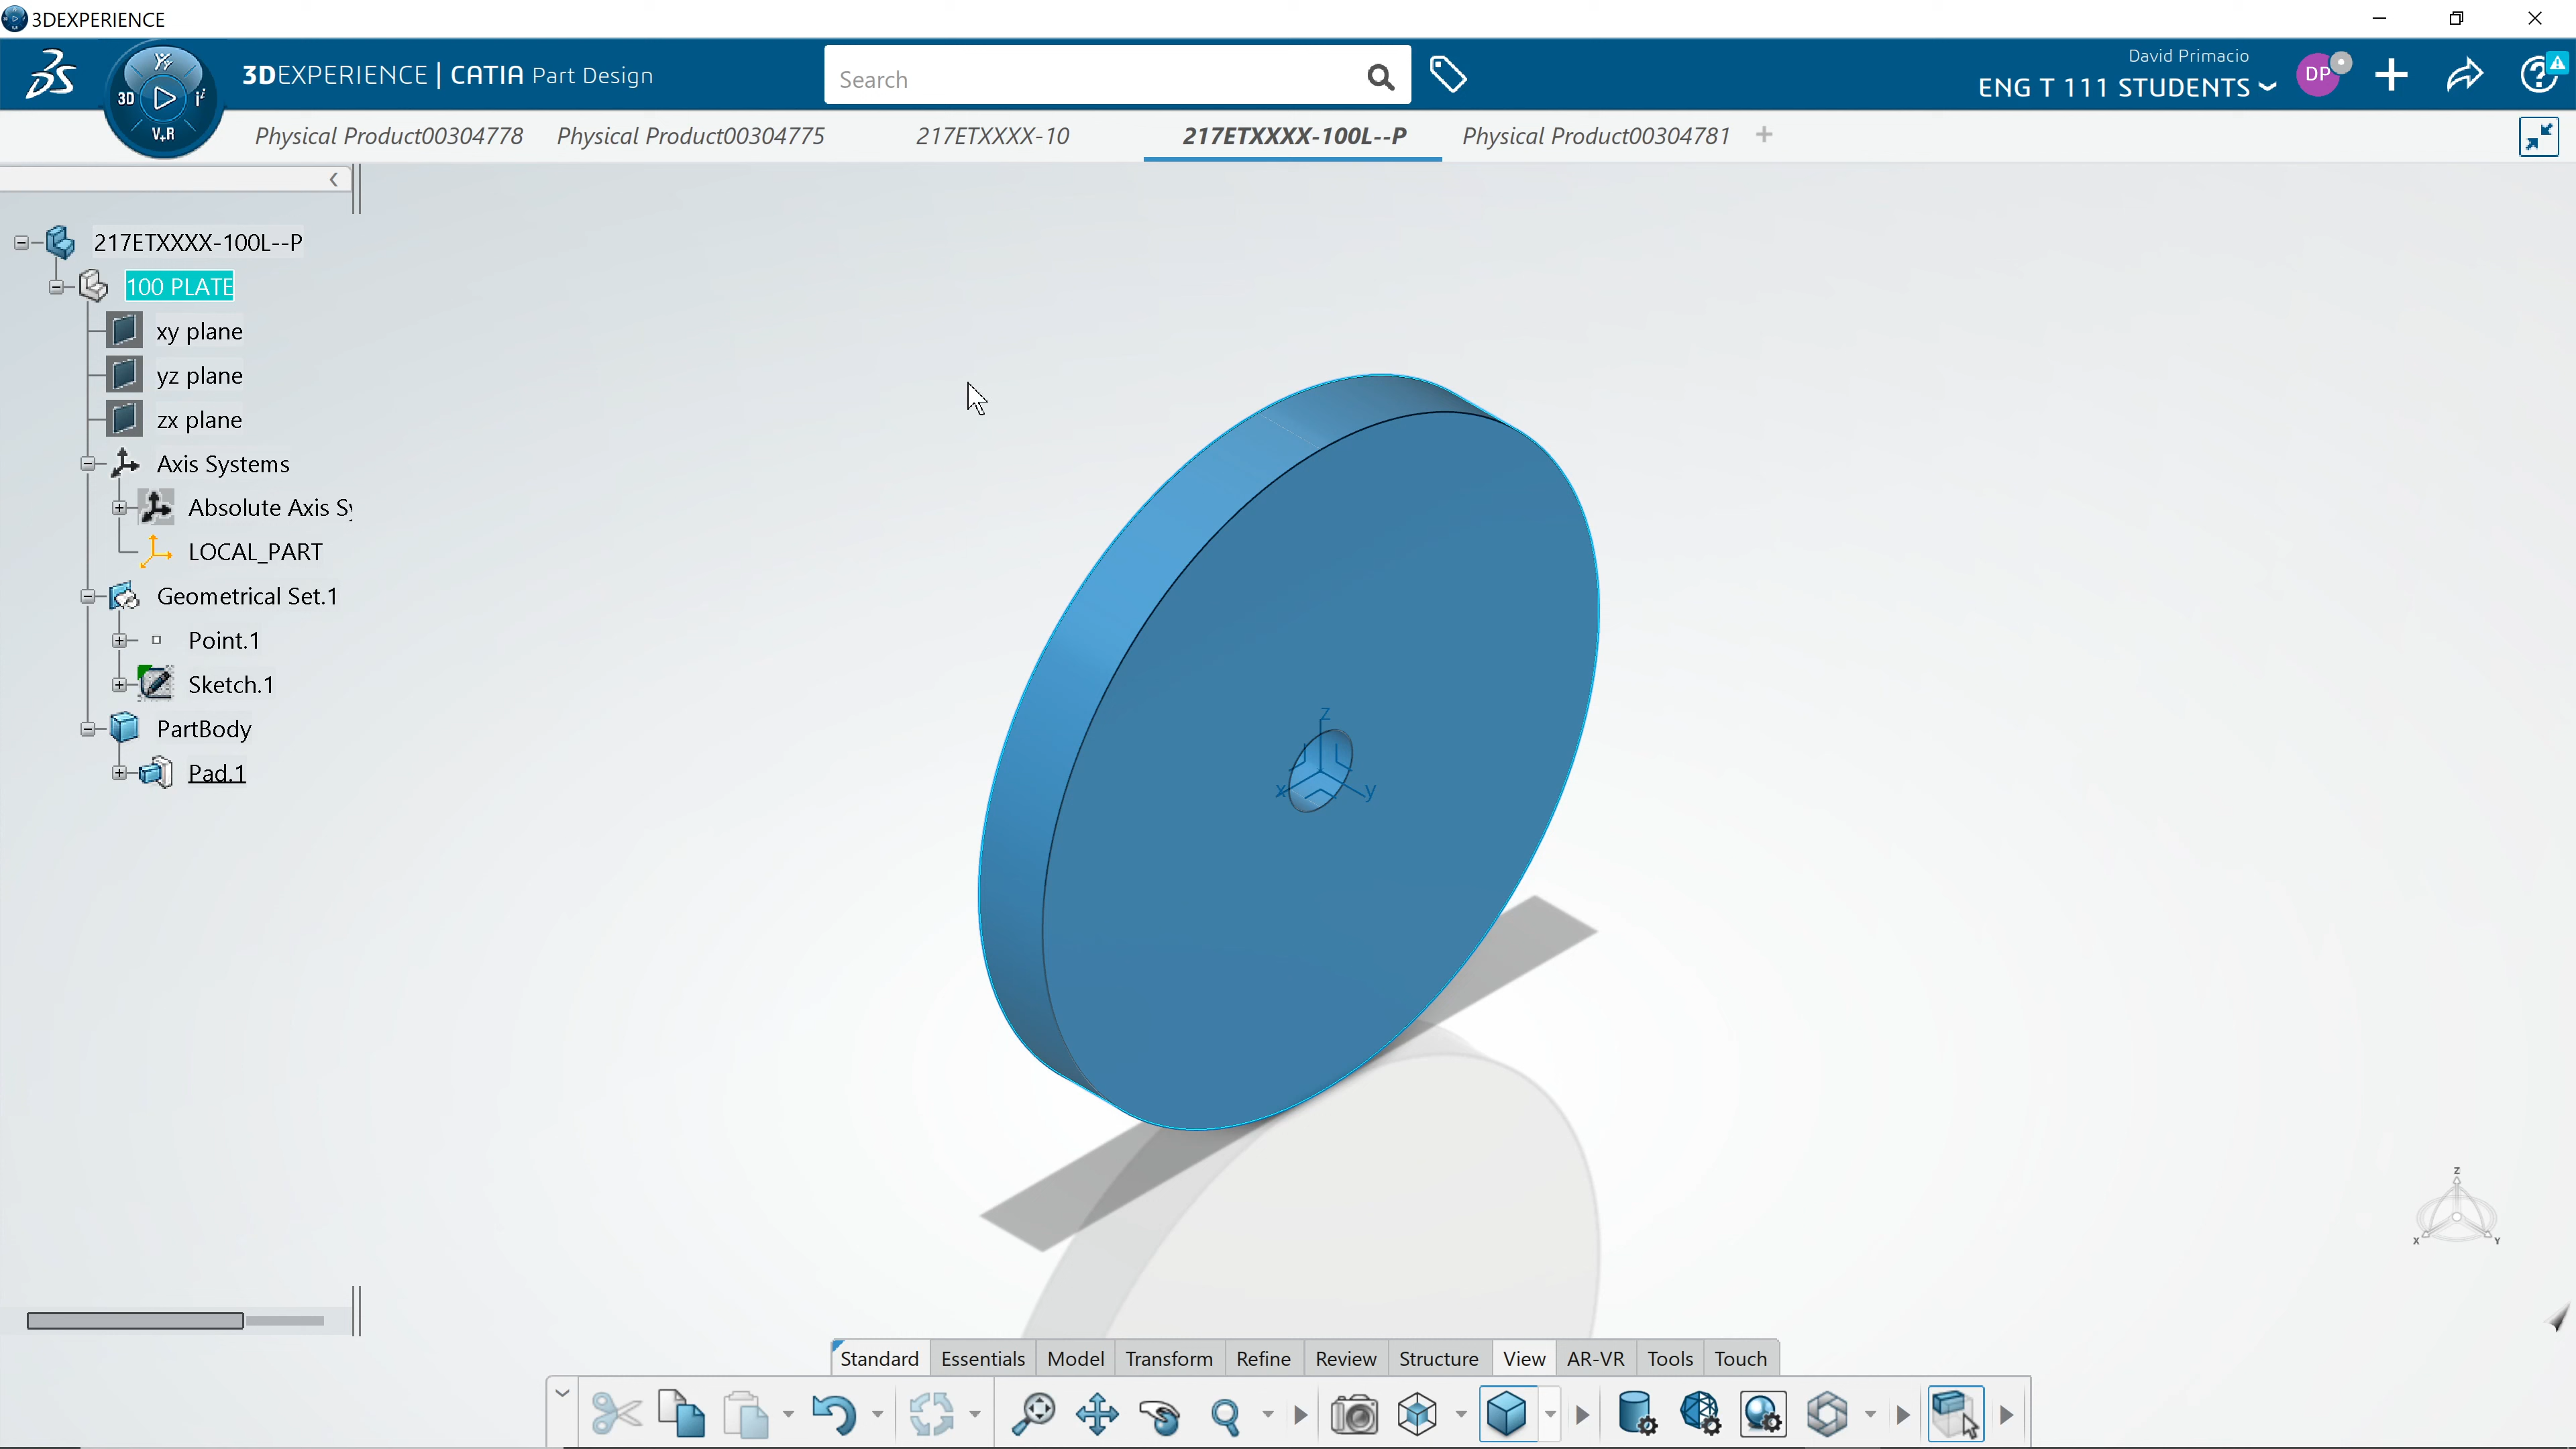 3DEXPERIENCE
3DEXPERIENCE | CATIA Part Design
Search
David Primacio
ENG T 111 STUDENTS
DP
3D
V+R
Physical Product00304778
Physical Product00304775
217ETXXXX-10
217ETXXXX-100L--P
Physical Product00304781
217ETXXXX-100L--P
100 PLATE
xy plane
yz plane
zx plane
Axis Systems
Absolute Axis Sy
LOCAL_PART
Geometrical Set.1
Point.1
Sketch.1
PartBody
Pad.1
z
x
y
Z
X
Y
Standard
Essentials
Model
Transform
Refine
Review
Structure
View
AR-VR
Tools
Touch